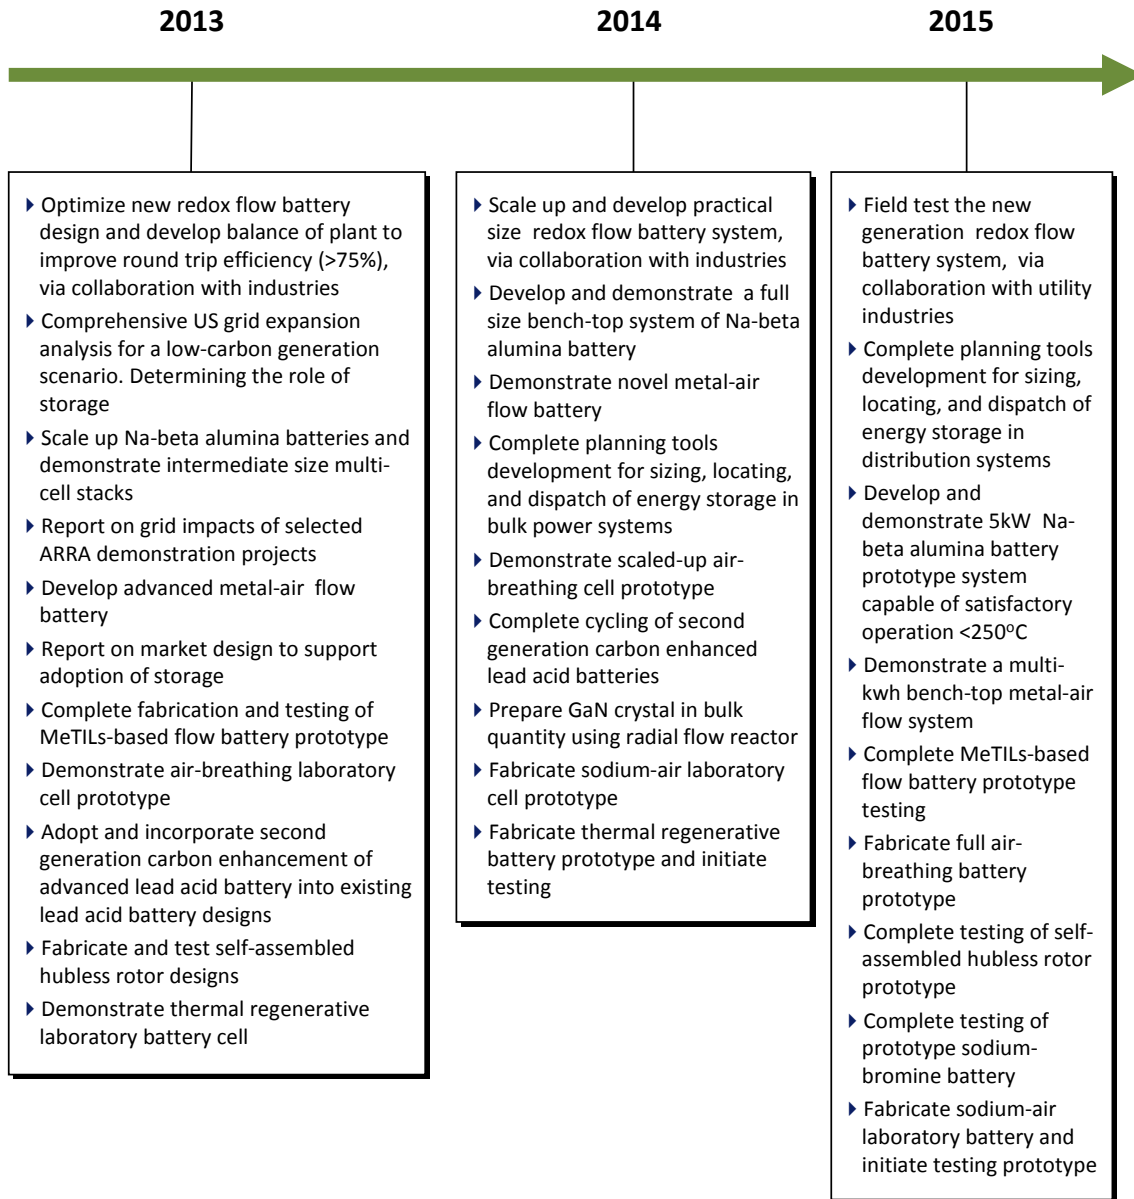 2013
2014
2015
Optimize new redox flow battery
design and develop balance of plant to
improve round trip efficiency (>75%),
via collaboration with industries
Comprehensive US grid expansion
analysis for a low-carbon generation
scenario. Determining the role of
storage
Scale up Na-beta alumina batteries and
demonstrate intermediate size multi-
cell stacks
Report on grid impacts of selected
ARRA demonstration projects
Develop advanced metal-air flow
battery
Report on market design to support
adoption of storage
Complete fabrication and testing of
MeTILs-based flow battery prototype
Demonstrate air-breathing laboratory
cell prototype
Adopt and incorporate second
generation carbon enhancement of
advanced lead acid battery into existing
lead acid battery designs
Fabricate and test self-assembled
hubless rotor designs
Demonstrate thermal regenerative
laboratory battery cell
Scale up and develop practical
size redox flow battery system,
via collaboration with industries
Develop and demonstrate a full
size bench-top system of Na-beta
alumina battery
Demonstrate novel metal-air
flow battery
Complete planning tools
development for sizing, locating,
and dispatch of energy storage in
bulk power systems
Demonstrate scaled-up air-
breathing cell prototype
Complete cycling of second
generation carbon enhanced
lead acid batteries
Prepare GaN crystal in bulk
quantity using radial flow reactor
Fabricate sodium-air laboratory
cell prototype
Fabricate thermal regenerative
battery prototype and initiate
testing
Field test the new
generation redox flow
battery system, via
collaboration with utility
industries
Complete planning tools
development for sizing,
locating, and dispatch of
energy storage in
distribution systems
Develop and
demonstrate 5kW Na-
beta alumina battery
prototype system
capable of satisfactory
operation <250°C
Demonstrate a multi-
kwh bench-top metal-air
flow system
Complete MeTILs-based
flow battery prototype
testing
Fabricate full air-
breathing battery
prototype
Complete testing of self-
assembled hubless rotor
prototype
Complete testing of
prototype sodium-
bromine battery
Fabricate sodium-air
laboratory battery and
initiate testing prototype